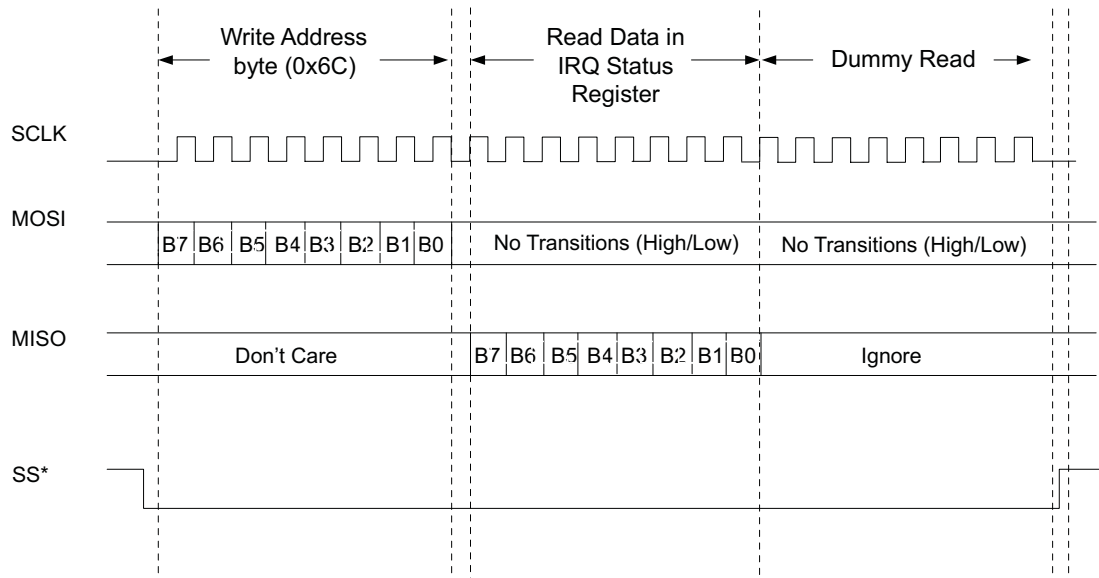 Write Address
byte (0x6C)
Read Data in
IRQ Status
Register
Dummy Read
SCLK
MOSI
B7 B6 B5 B4 B3 B2 B1 B0
No Transitions (High/Low)
No Transitions (High/Low)
MISO
Don't Care
B7 B6 B5 B4 B3 B2 B1 B0
Ignore
SS*